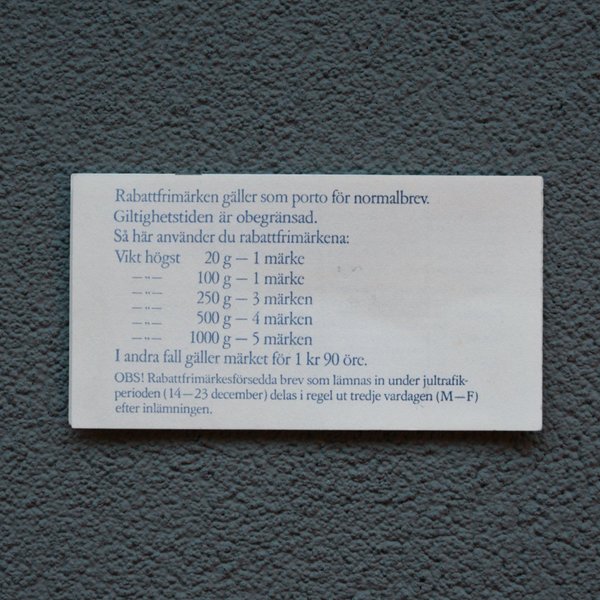 Rabattfrimärken gäller som porto för normalbrev.
Giltighetstiden är obegränsad.
Så här använder du rabattfrimärkena:
Vikt högst 20 g — 1 märke
—"— 100 g — 1 märke
—"— 250 g — 3 märken
—"— 500 g — 4 märken
—"— 1000 g — 5 märken
I andra fall gäller märket för 1 kr 90 öre.
OBS! Rabattfrimärkesförsedda brev som lämnas in under jultrafik-
perioden (14—23 december) delas i regel ut tredje vardagen (M—F)
efter inlämningen.